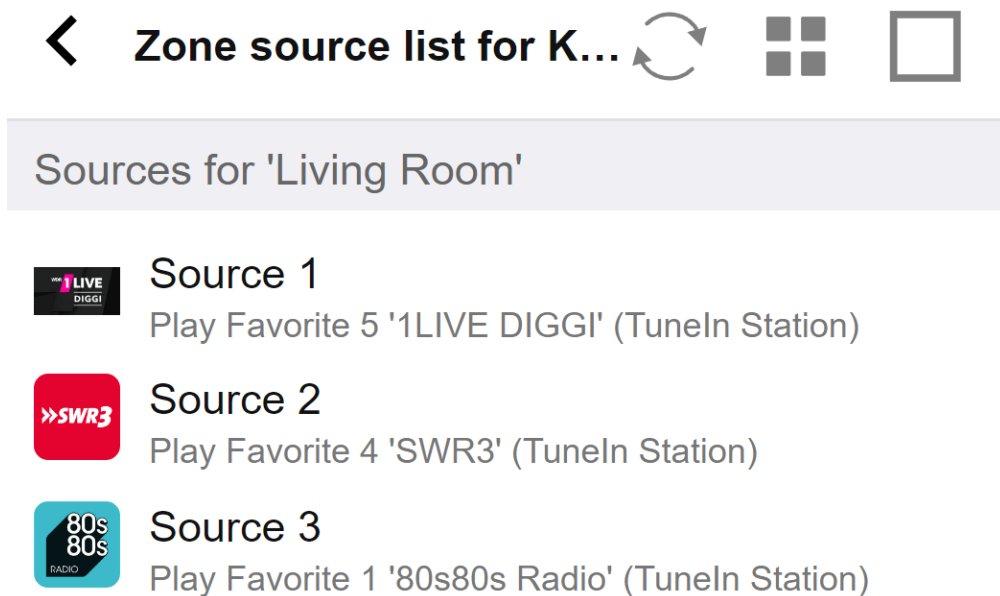 Zone source list for K...
Sources for 'Living Room'
WDR 1LIVE
DIGGI
Source 1
Play Favorite 5 '1LIVE DIGGI' (TuneIn Station)
SWR3
Source 2
Play Favorite 4 'SWR3' (TuneIn Station)
80s
80s
RADIO
Source 3
Play Favorite 1 '80s80s Radio' (TuneIn Station)